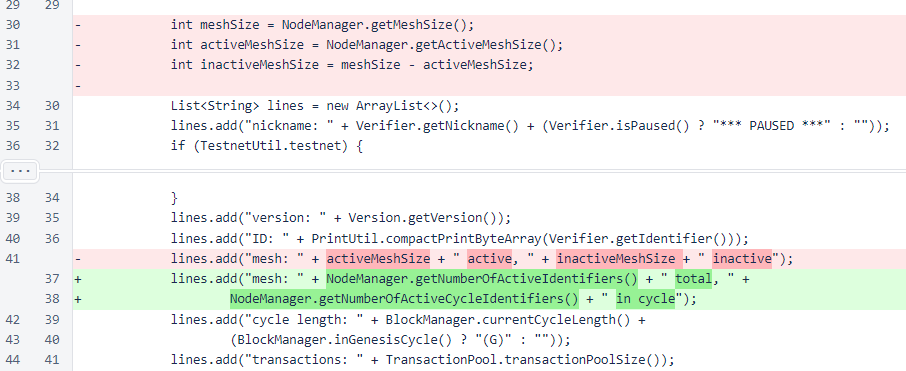 29 29
30 - int meshSize = NodeManager.getMeshSize();
31 - int activeMeshSize = NodeManager.getActiveMeshSize();
32 - int inactiveMeshSize = meshSize - activeMeshSize;
33 -
34 30 List<String> lines = new ArrayList<>();
35 31 lines.add("nickname: " + Verifier.getNickname() + (Verifier.isPaused() ? "*** PAUSED ***" : ""));
36 32 if (TestnetUtil.testnet) {
...
38 34 }
39 35 lines.add("version: " + Version.getVersion());
40 36 lines.add("ID: " + PrintUtil.compactPrintByteArray(Verifier.getIdentifier()));
41 - lines.add("mesh: " + activeMeshSize + " active, " + inactiveMeshSize + " inactive");
37 + lines.add("mesh: " + NodeManager.getNumberOfActiveIdentifiers() + " total, " +
38 + NodeManager.getNumberOfActiveCycleIdentifiers() + " in cycle");
42 39 lines.add("cycle length: " + BlockManager.currentCycleLength() +
43 40 (BlockManager.inGenesisCycle() ? "(G)" : ""));
44 41 lines.add("transactions: " + TransactionPool.transactionPoolSize());